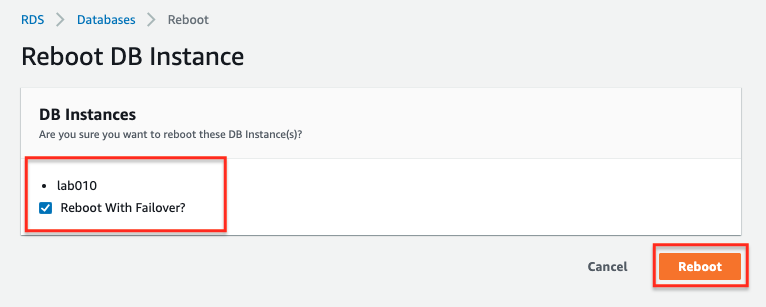 RDS > Databases > Reboot
Reboot DB Instance
DB Instances
Are you sure you want to reboot these DB Instance(s)?
• lab010
Reboot With Failover?
Cancel Reboot